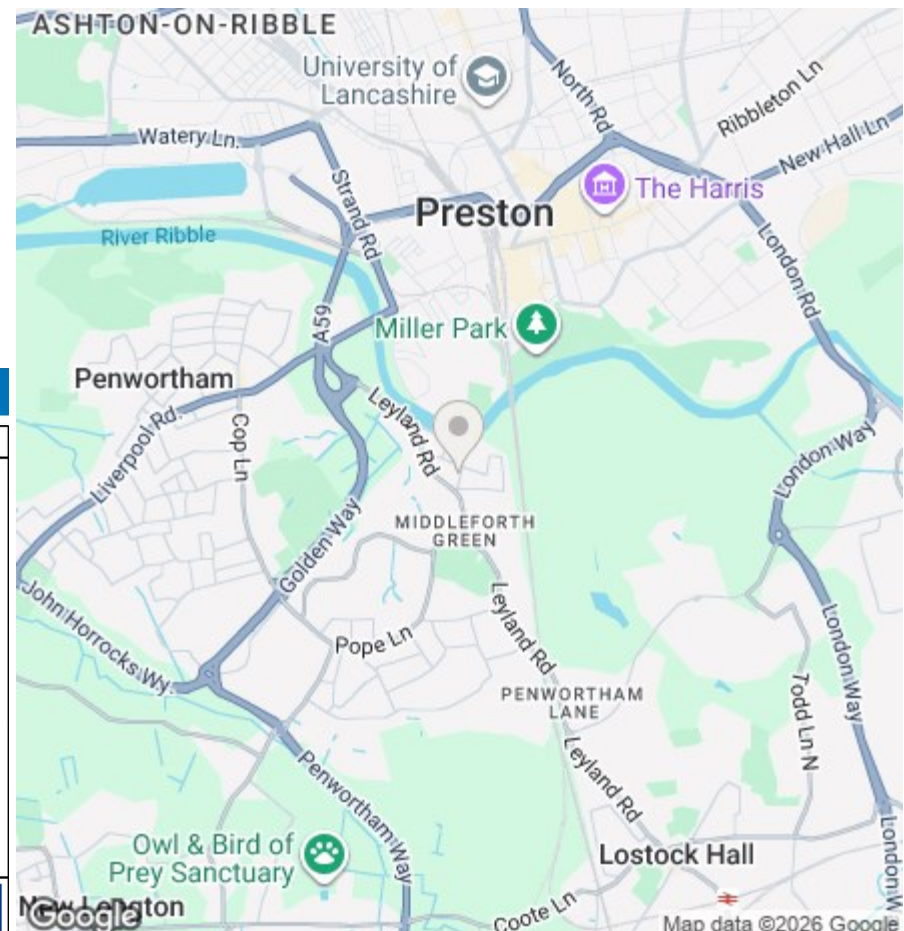 ASHTON-ON-RIBBLE
University of
Lancashire
North Rd
Ribbleton Ln
New Hall Ln
Watery Ln.
Strand Rd
The Harris
Preston
River Ribble
London Rd
A59
Miller Park
Penwortham
Leyland Rd
Liverpool Rd.
Cop Ln
London Way
MIDDLEFORTH
GREEN
Golden Way
John Horrocks Wy.
Leyland Rd
Pope Ln
London Way
PENWORTHAM
LANE
Todd Ln N
Leyland Rd
Penwortham Way
Owl & Bird of
Prey Sanctuary
Lostock Hall
London W
New Longton
Google
Coote Ln
Map data ©2026 Google